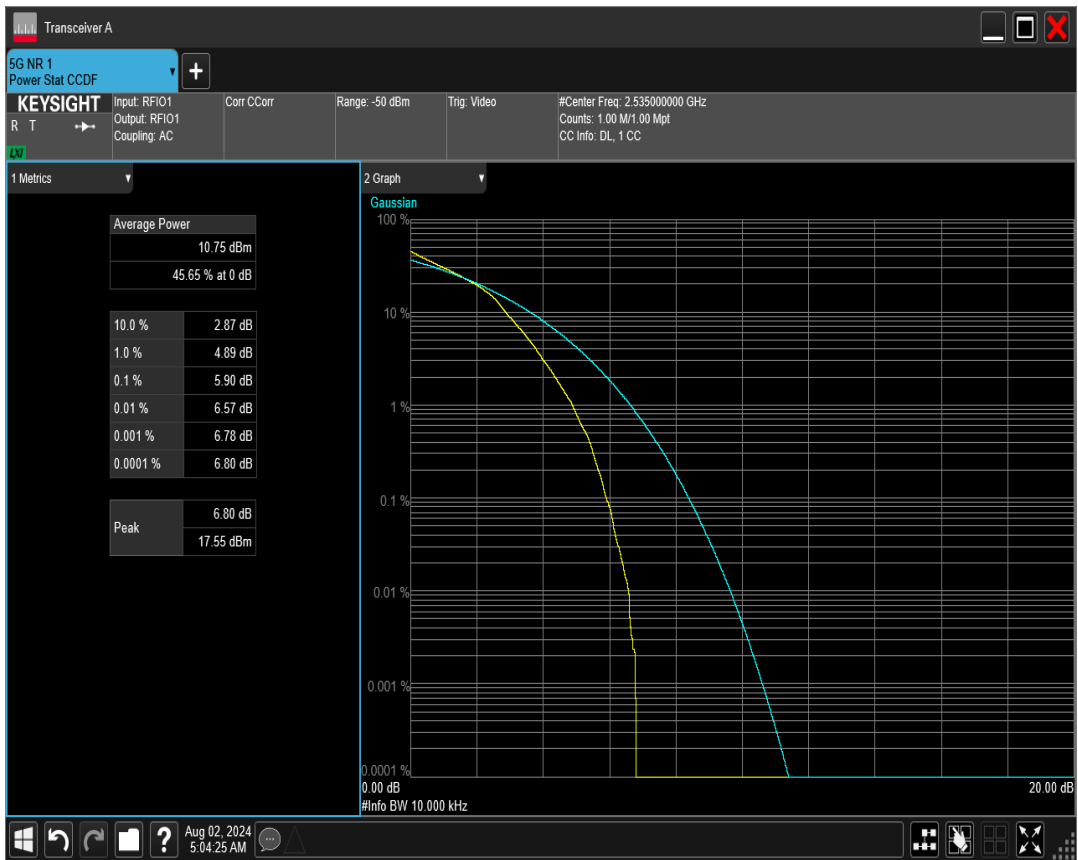 Transceiver A
5G NR 1
Power Stat CCDF
KEYSIGHT
R T
LXI
Input: RFIO1
Output: RFIO1
Coupling: AC
Corr CCorr
Range: -50 dBm
Trig: Video
#Center Freq: 2.535000000 GHz
Counts: 1.00 M/1.00 Mpt
CC Info: DL, 1 CC
1 Metrics
Average Power
10.75 dBm
45.65 % at 0 dB
10.0 % 2.87 dB
1.0 % 4.89 dB
0.1 % 5.90 dB
0.01 % 6.57 dB
0.001 % 6.78 dB
0.0001 % 6.80 dB
Peak
6.80 dB
17.55 dBm
2 Graph
Gaussian
100 %
10 %
1 %
0.1 %
0.01 %
0.001 %
0.0001 %
0.00 dB 20.00 dB
#Info BW 10.000 kHz
Aug 02, 2024
5:04:25 AM